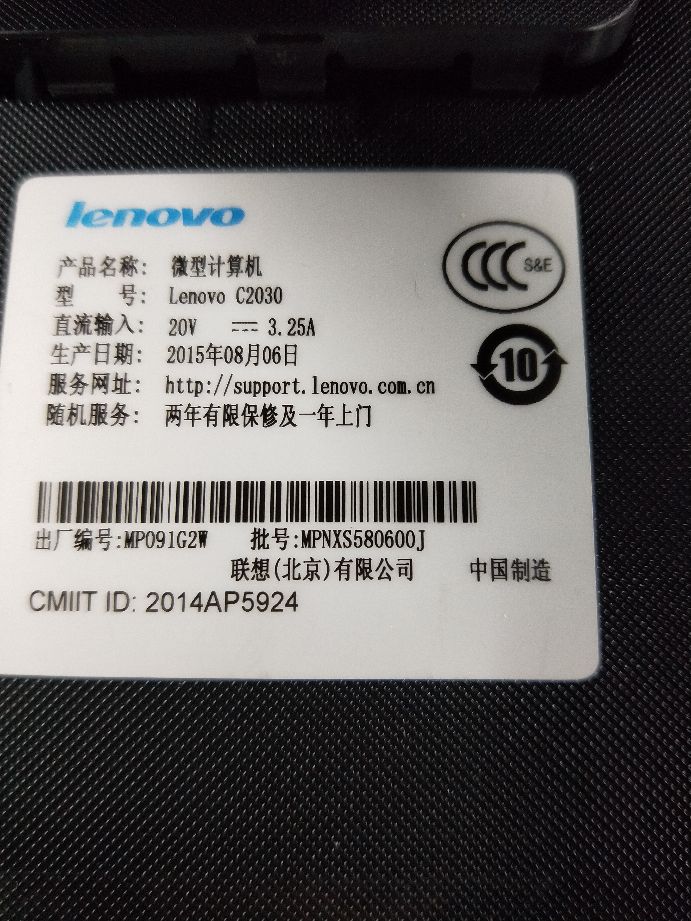 lenovo
产品名称: 微型计算机
型 号: Lenovo C2030
直流输入: 20V ⎓ 3.25A
生产日期: 2015年08月06日
服务网址: http://support.lenovo.com.cn
随机服务: 两年有限保修及一年上门
CCC S&E
10
出厂编号:MP091G2W 批号:MPNXS580600J
联想(北京)有限公司 中国制造
CMIIT ID: 2014AP5924